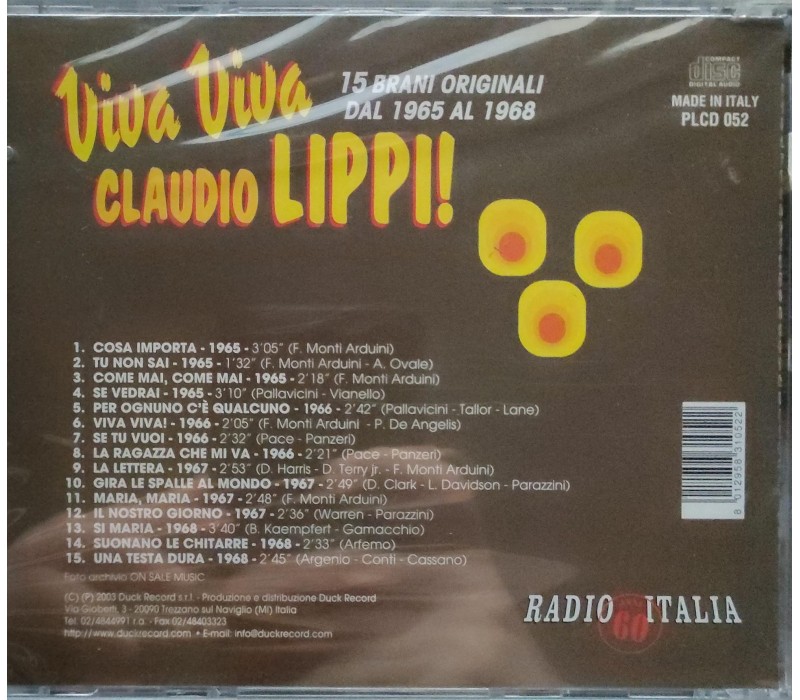 Viva Viva
CLAUDIO LIPPI!
15 BRANI ORIGINALI
DAL 1965 AL 1968
COMPACT
disc
DIGITAL AUDIO
MADE IN ITALY
PLCD 052
1. COSA IMPORTA - 1965 - 3'05" (F. Monti Arduini)
2. TU NON SAI - 1965 - 1'32" (F. Monti Arduini - A. Ovale)
3. COME MAI, COME MAI - 1965 - 2'18" (F. Monti Arduini)
4. SE VEDRAI - 1965 - 3'10" (Pallavicini - Vianello)
5. PER OGNUNO C'È QUALCUNO - 1966 - 2'42" (Pallavicini - Tallor - Lane)
6. VIVA VIVA! - 1966 - 2'05" (F. Monti Arduini - P. De Angelis)
7. SE TU VUOI - 1966 - 2'32" (Pace - Panzeri)
8. LA RAGAZZA CHE MI VA - 1966 - 2'21" (Pace - Panzeri)
9. LA LETTERA - 1967 - 2'53" (D. Harris - D. Terry jr. - F. Monti Arduini)
10. GIRA LE SPALLE AL MONDO - 1967 - 2'49" (D. Clark - L. Davidson - Parazzini)
11. MARIA, MARIA - 1967 - 2'48" (F. Monti Arduini)
12. IL NOSTRO GIORNO - 1967 - 2'36" (Warren - Parazzini)
13. SI MARIA - 1968 - 3'40" (B. Kaempfert - Gamacchio)
14. SUONANO LE CHITARRE - 1968 - 2'33" (Arfemo)
15. UNA TESTA DURA - 1968 - 2'45" (Argenio - Conti - Cassano)
Foto archivio ON SALE MUSIC
(C) (P) 2003 Duck Record s.r.l. - Produzione e distribuzione Duck Record
Via Gioberti, 3 - 20090 Trezzano sul Naviglio (MI) Italia
Tel. 02/4844991 r.a. - Fax 02/48403323
http://www.duckrecord.com • E-mail: info@duckrecord.com
8 012958 310522
RADIO ITALIA
ANNI
60